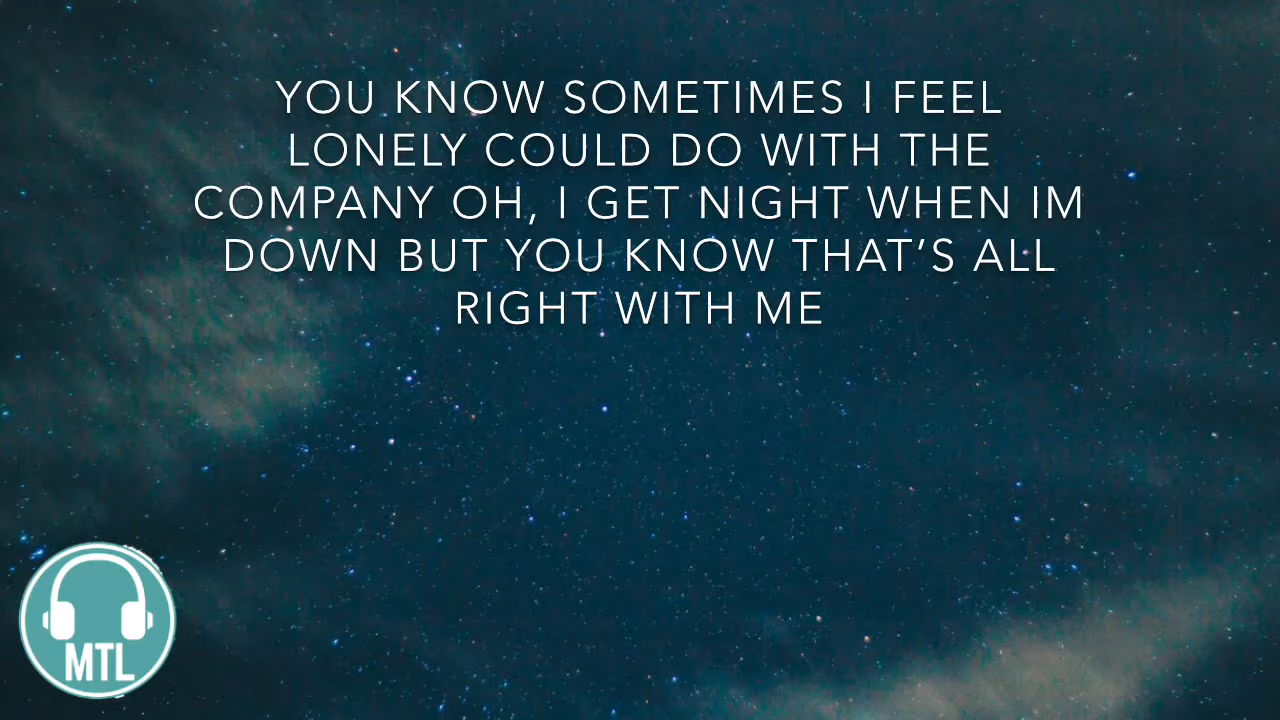 YOU KNOW SOMETIMES I FEEL
LONELY COULD DO WITH THE
COMPANY OH, I GET NIGHT WHEN IM
DOWN BUT YOU KNOW THAT’S ALL
RIGHT WITH ME
MTL